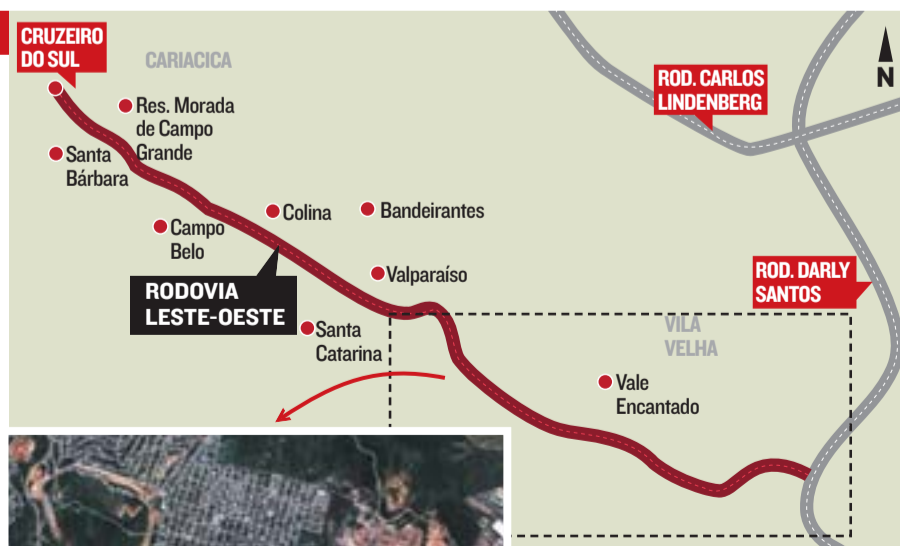 CRUZEIRO
DO SUL
CARIACICA
N
ROD. CARLOS
LINDENBERG
Res. Morada
de Campo
Grande
Santa
Bárbara
Colina
Bandeirantes
Campo
Belo
Valparaíso
ROD. DARLY
SANTOS
RODOVIA
LESTE-OESTE
Santa
Catarina
VILA
VELHA
Vale
Encantado